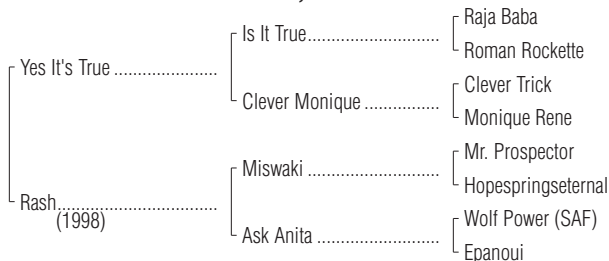 Raja Baba
Is It True
Roman Rockette
Yes It's True
Clever Trick
Clever Monique
Monique Rene
Mr. Prospector
Miswaki
Hopespringseternal
Rash
(1998)
Wolf Power (SAF)
Ask Anita
Epanoui